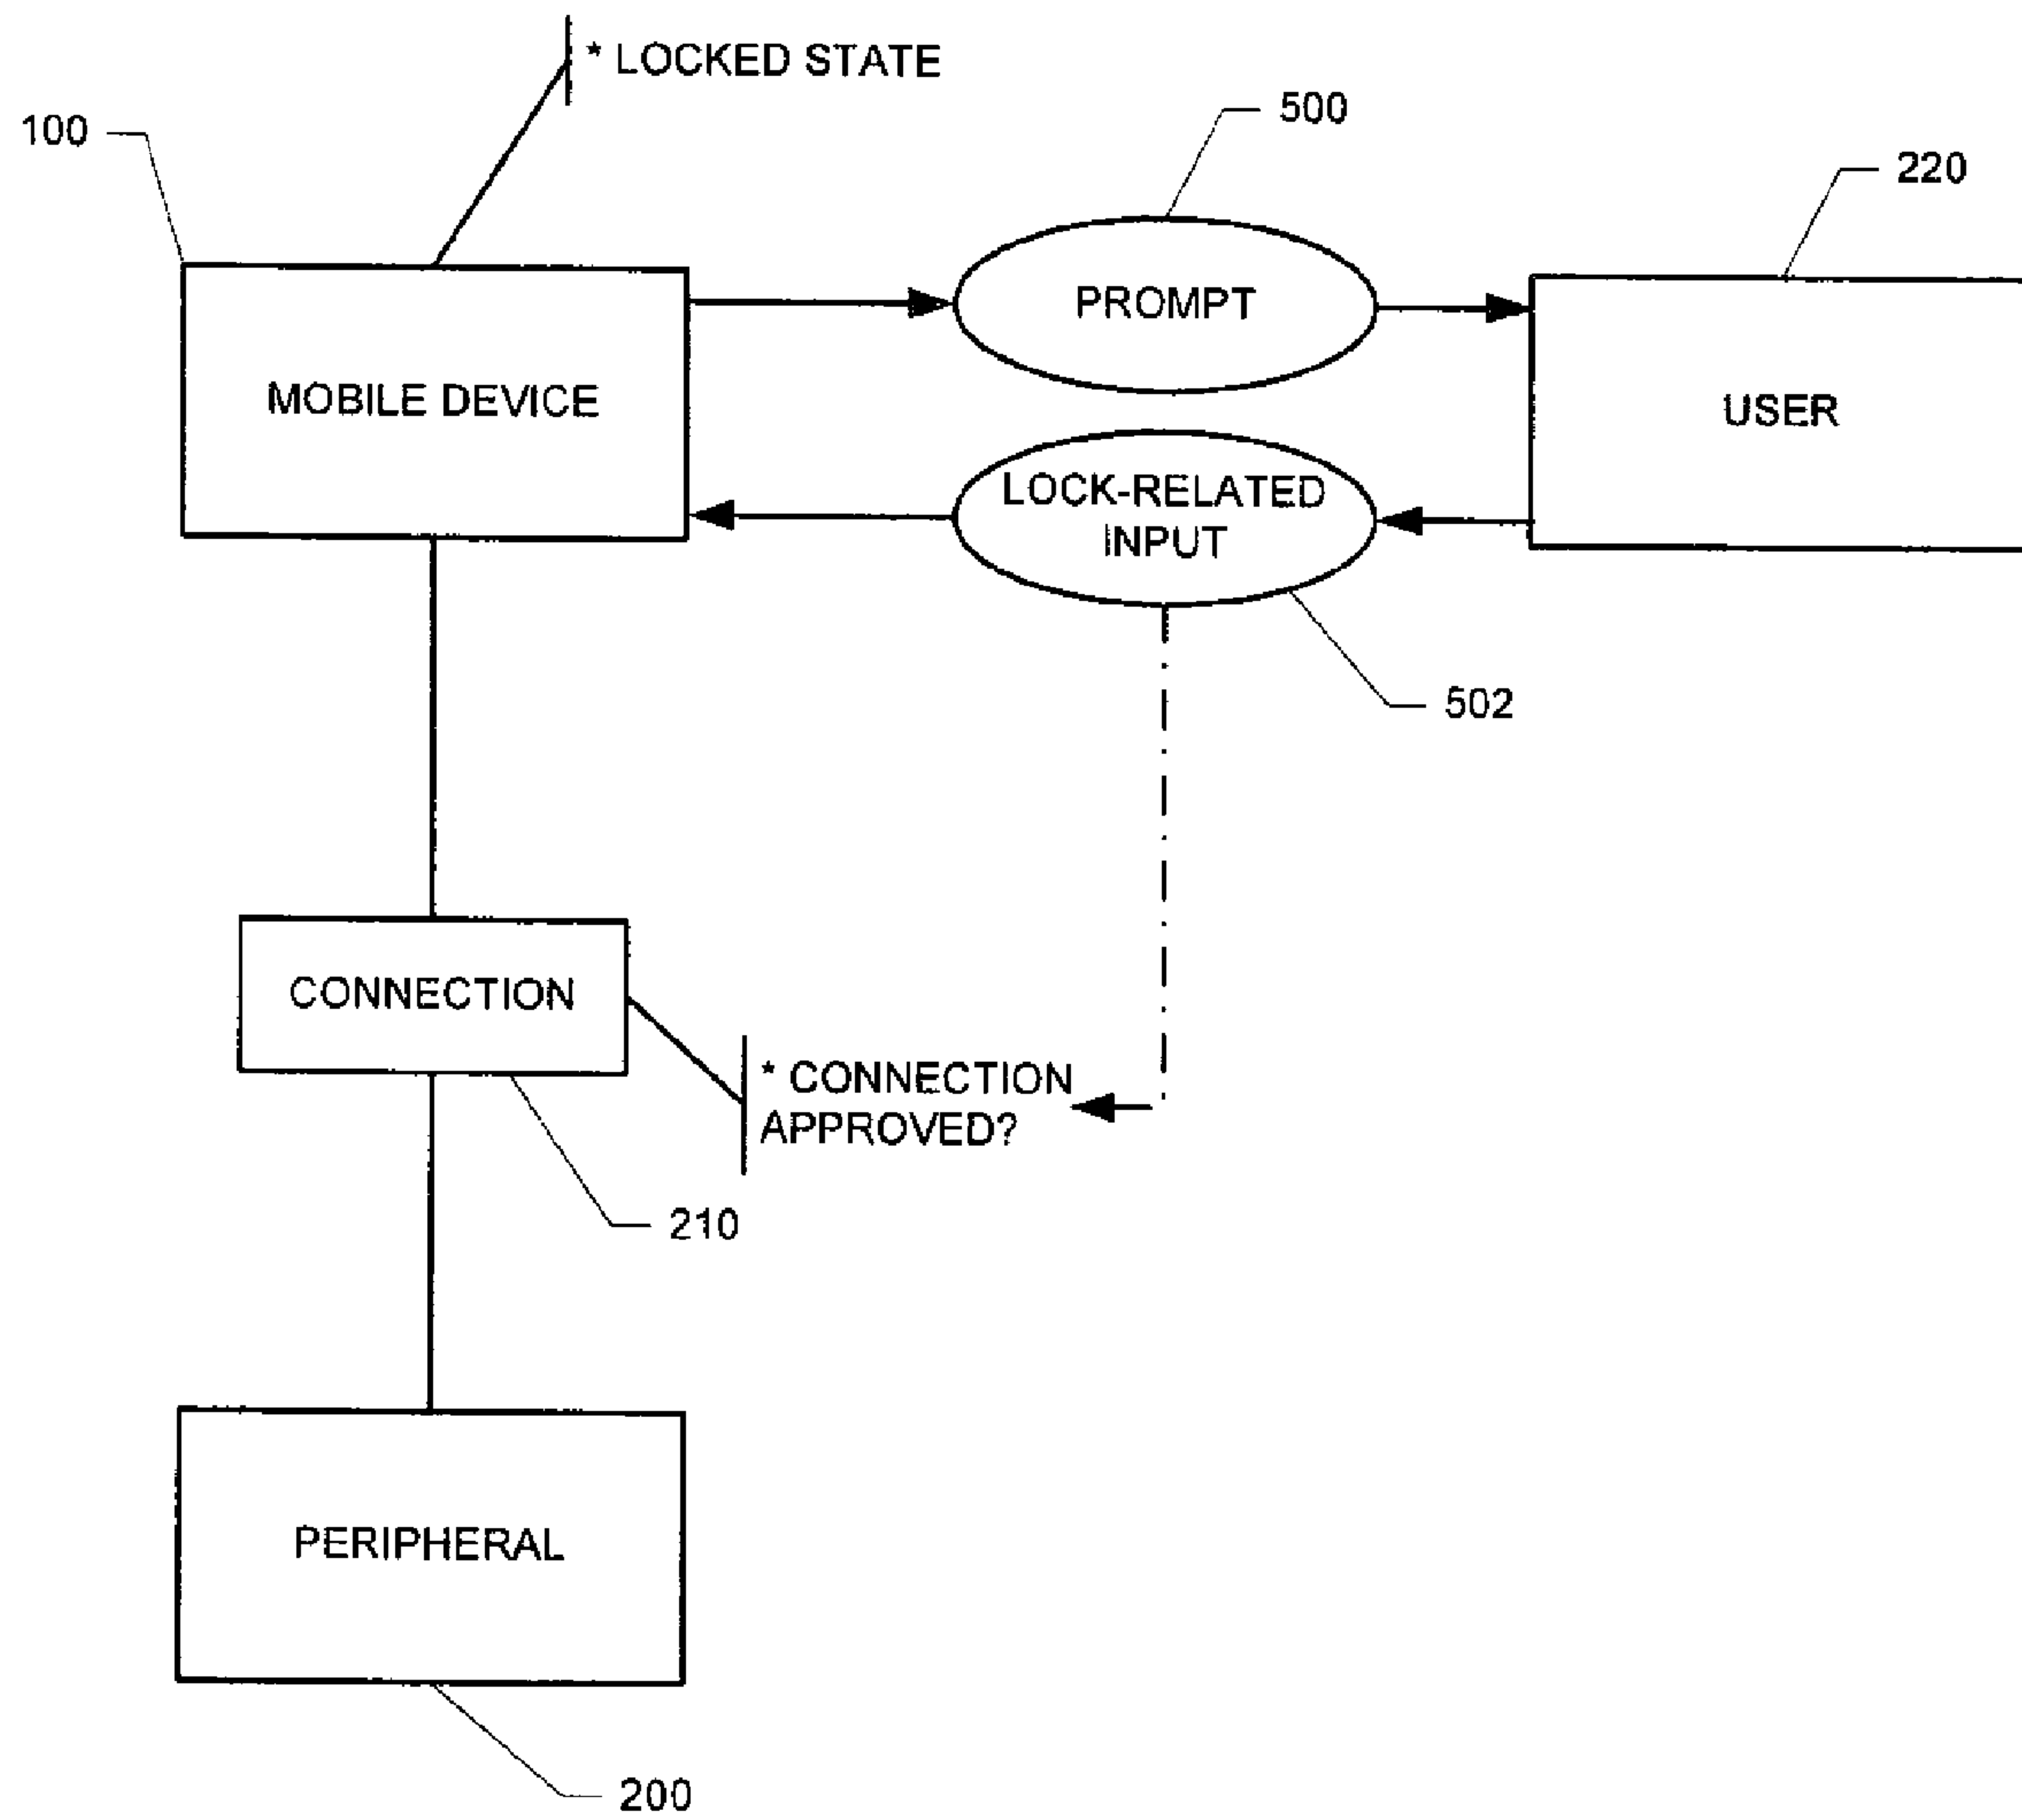 * LOCKED STATE
500
100
220
PROMPT
MOBILE DEVICE
USER
LOCK-RELATED
INPUT
502
CONNECTION
* CONNECTION
APPROVED?
210
PERIPHERAL
200